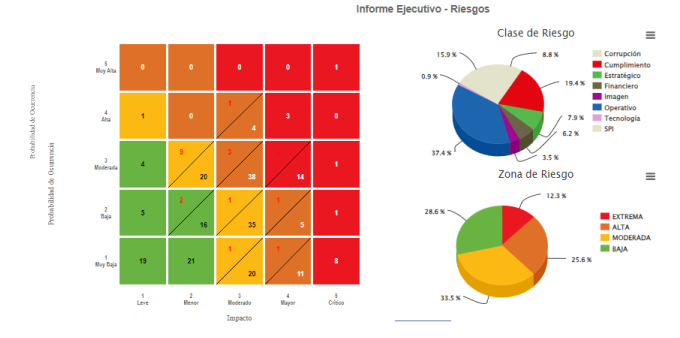 Informe Ejecutivo - Riesgos
Probabilidad de Ocurrencia
Probabilidad de Ocurrencia
5 Muy Alta
0 0 0 0 1
4 Alta
1 0 1 4 3 0
3 Moderada
4 20 3 38 14 1
2 Baja
5 2 16 1 35 1 5 1
1 Muy Baja
21 1 20 1 11 8
1 2 3 4 5
Leve Menor Moderado Mayor Crítico
Impacto
Clase de Riesgo
15.9 %
8.8 %
0.9 %
19.4 %
7.9 %
6.2 %
37.4 %
3.5 %
Corrupción
Cumplimiento
Estratégico
Financiero
Imagen
Operativo
Tecnología
SPI
Zona de Riesgo
12.3 %
28.6 %
25.6 %
33.5 %
EXTREMA
ALTA
MODERADA
BAJA